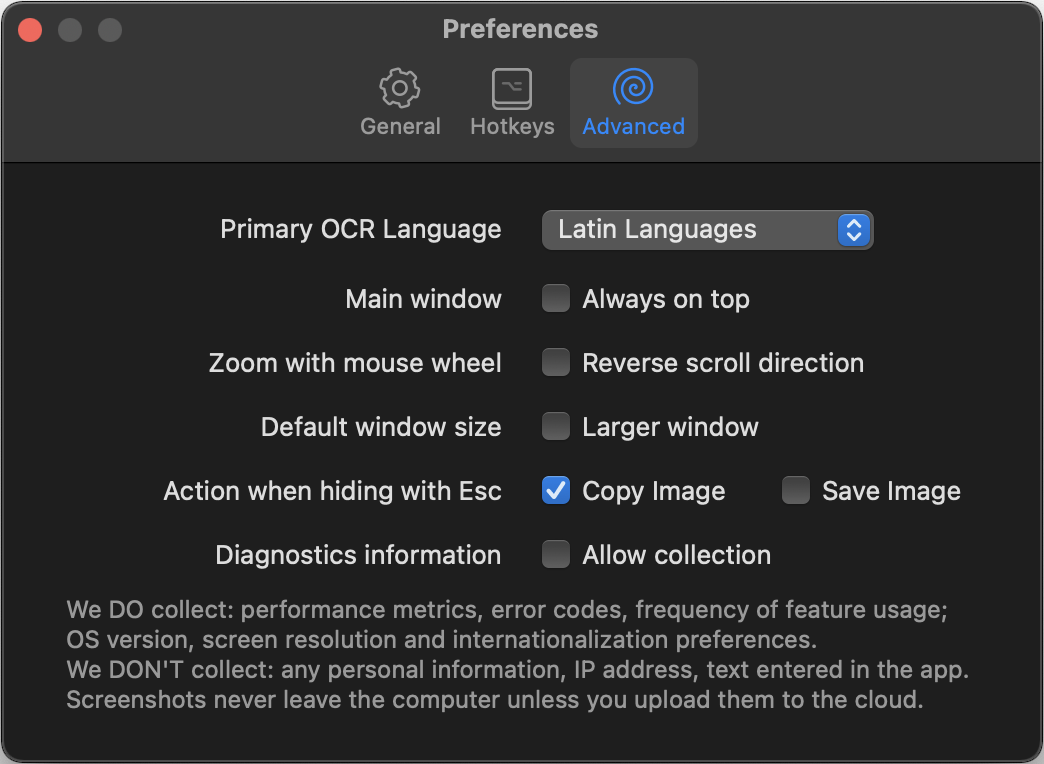 Preferences
General Hotkeys Advanced
Primary OCR Language Latin Languages
Main window Always on top
Zoom with mouse wheel Reverse scroll direction
Default window size Larger window
Action when hiding with Esc Copy Image Save Image
Diagnostics information Allow collection
We DO collect: performance metrics, error codes, frequency of feature usage;
OS version, screen resolution and internationalization preferences.
We DON'T collect: any personal information, IP address, text entered in the app.
Screenshots never leave the computer unless you upload them to the cloud.